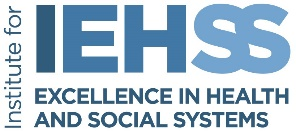 Institute for
IEHSS
EXCELLENCE IN HEALTH
AND SOCIAL SYSTEMS